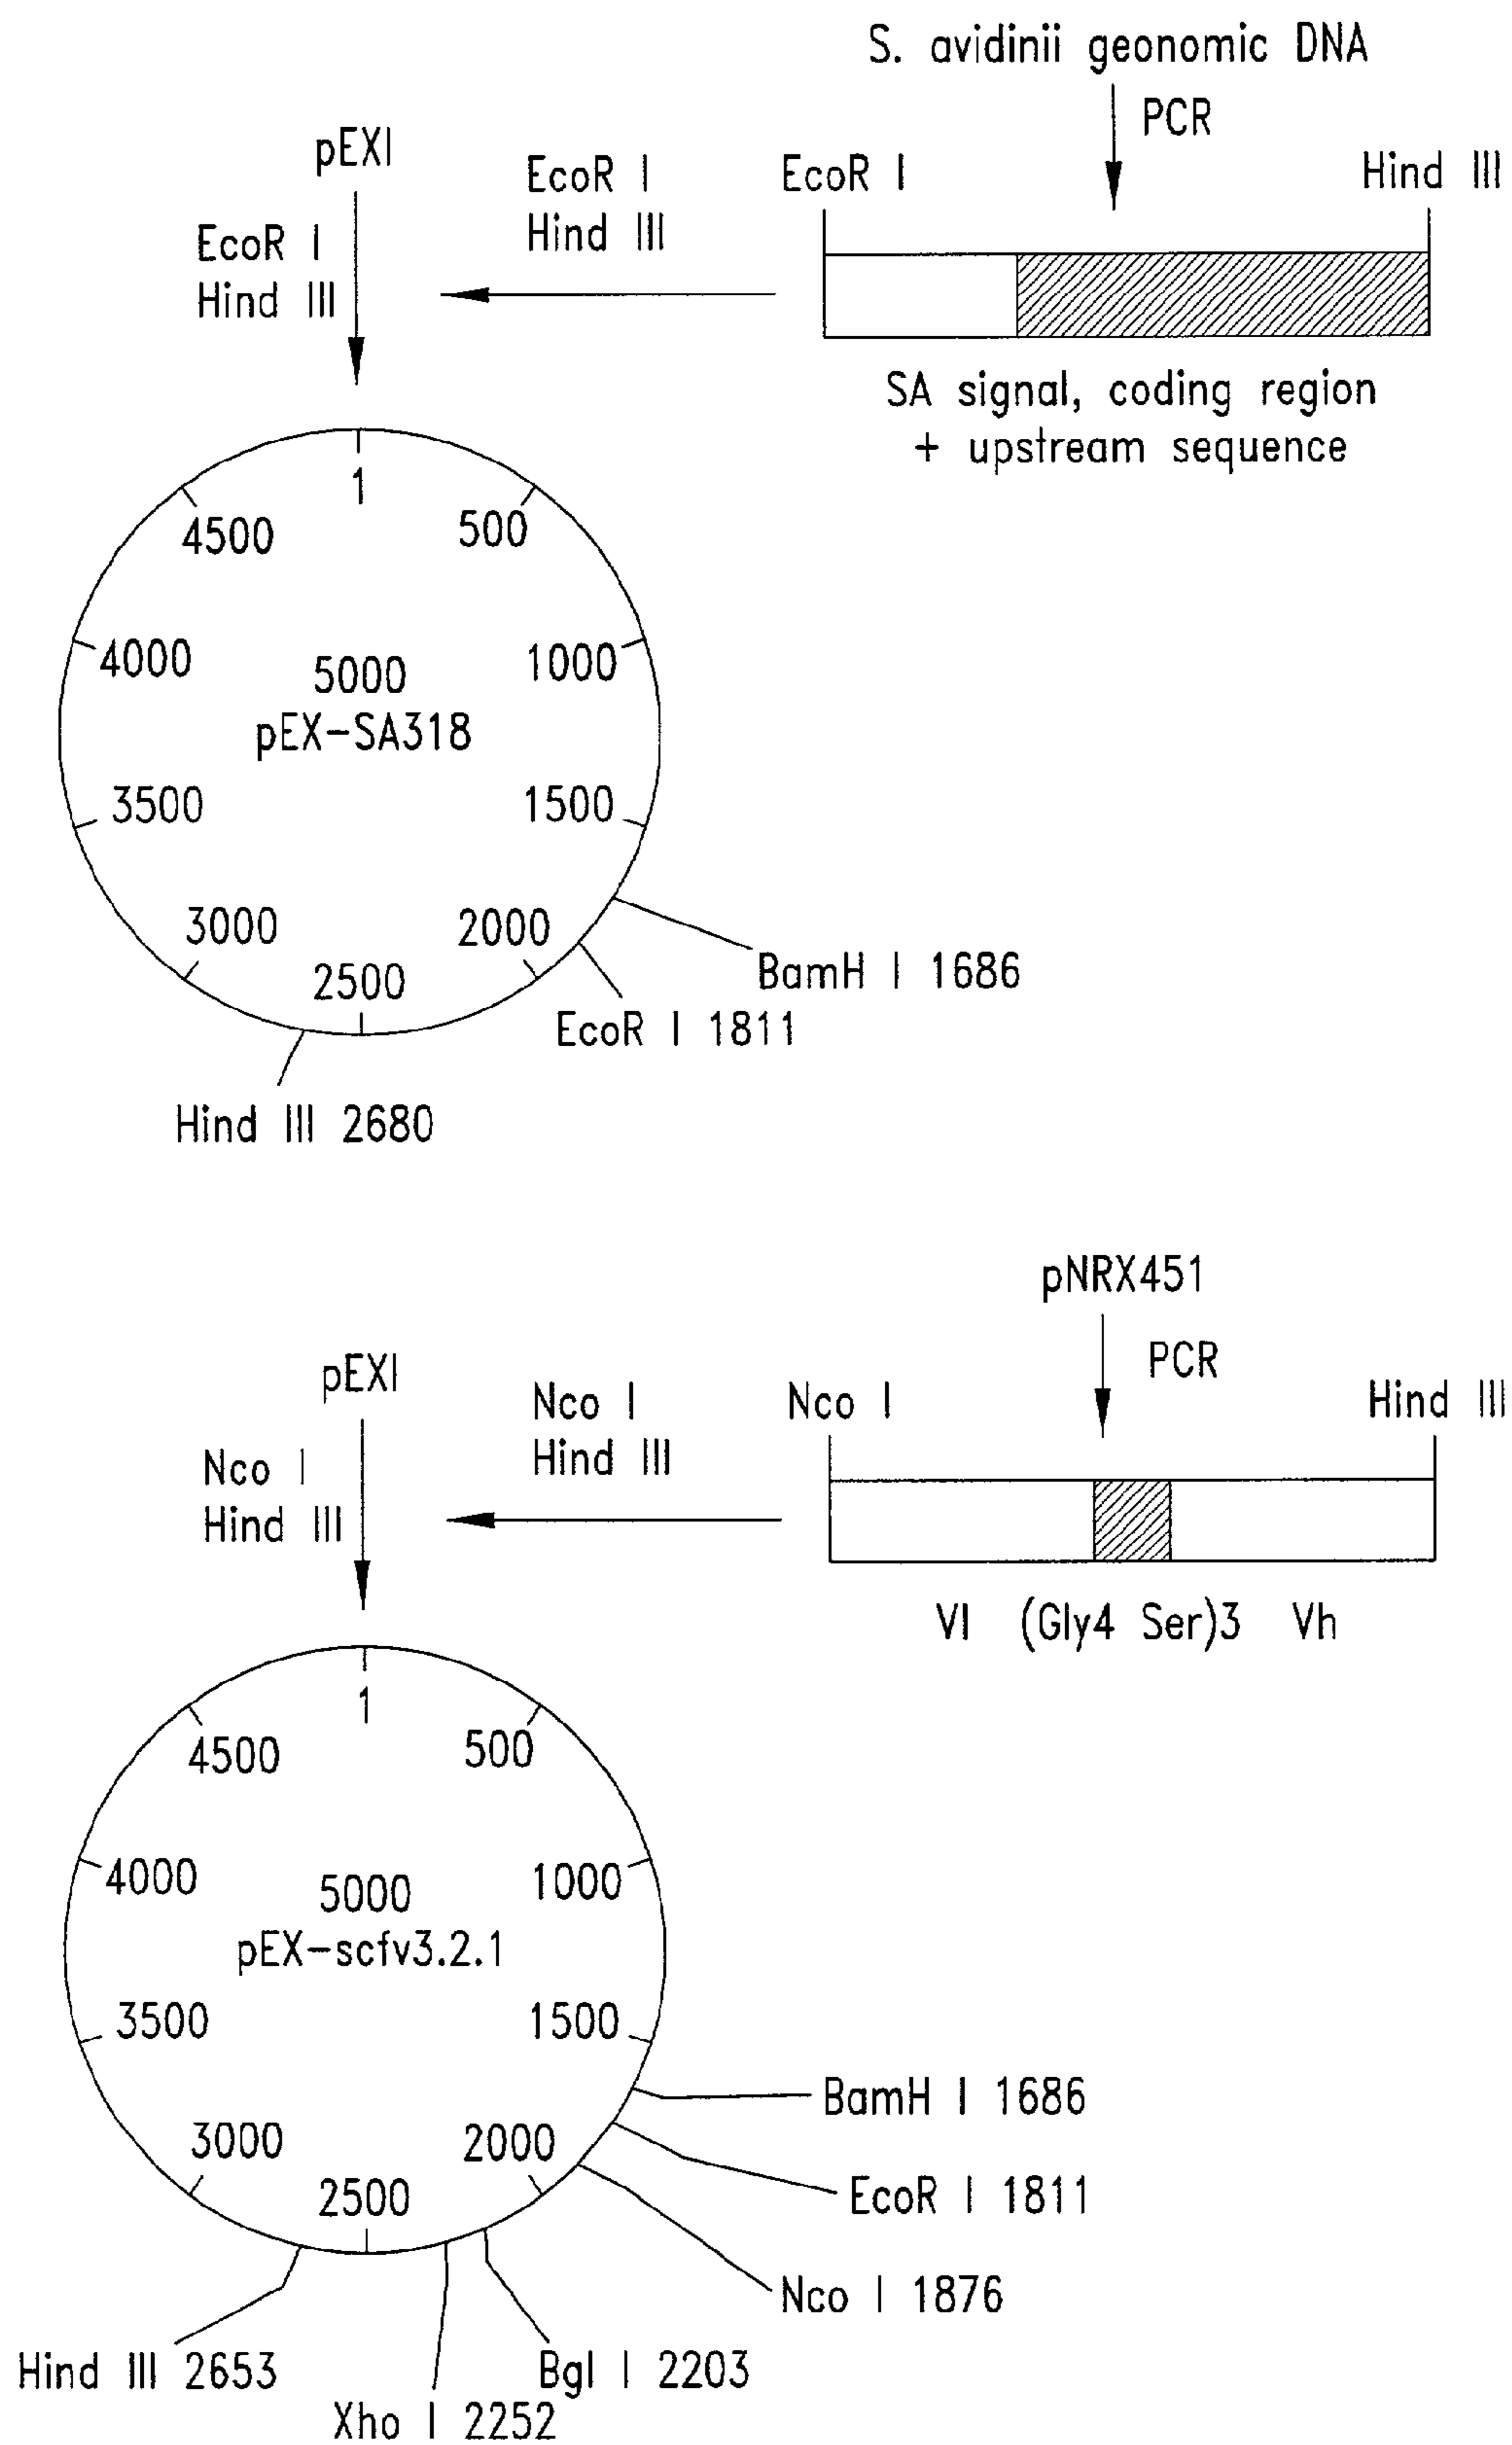 S. avidinii geonomic DNA
PCR
pEXI
EcoR I
Hind III
EcoR I
Hind III
EcoR I
Hind III
SA signal, coding region
+ upstream sequence
1
500
1000
1500
2000
2500
3000
3500
4000
4500
5000
pEX-SA318
BamH I 1686
EcoR I 1811
Hind III 2680
pNRX451
PCR
pEXI
Nco I
Hind III
Nco I
Hind III
Nco I
Hind III
Vl (Gly4 Ser)3 Vh
1
500
1000
1500
2000
2500
3000
3500
4000
4500
5000
pEX-scfv3.2.1
BamH I 1686
EcoR I 1811
Nco I 1876
Bgl I 2203
Xho I 2252
Hind III 2653